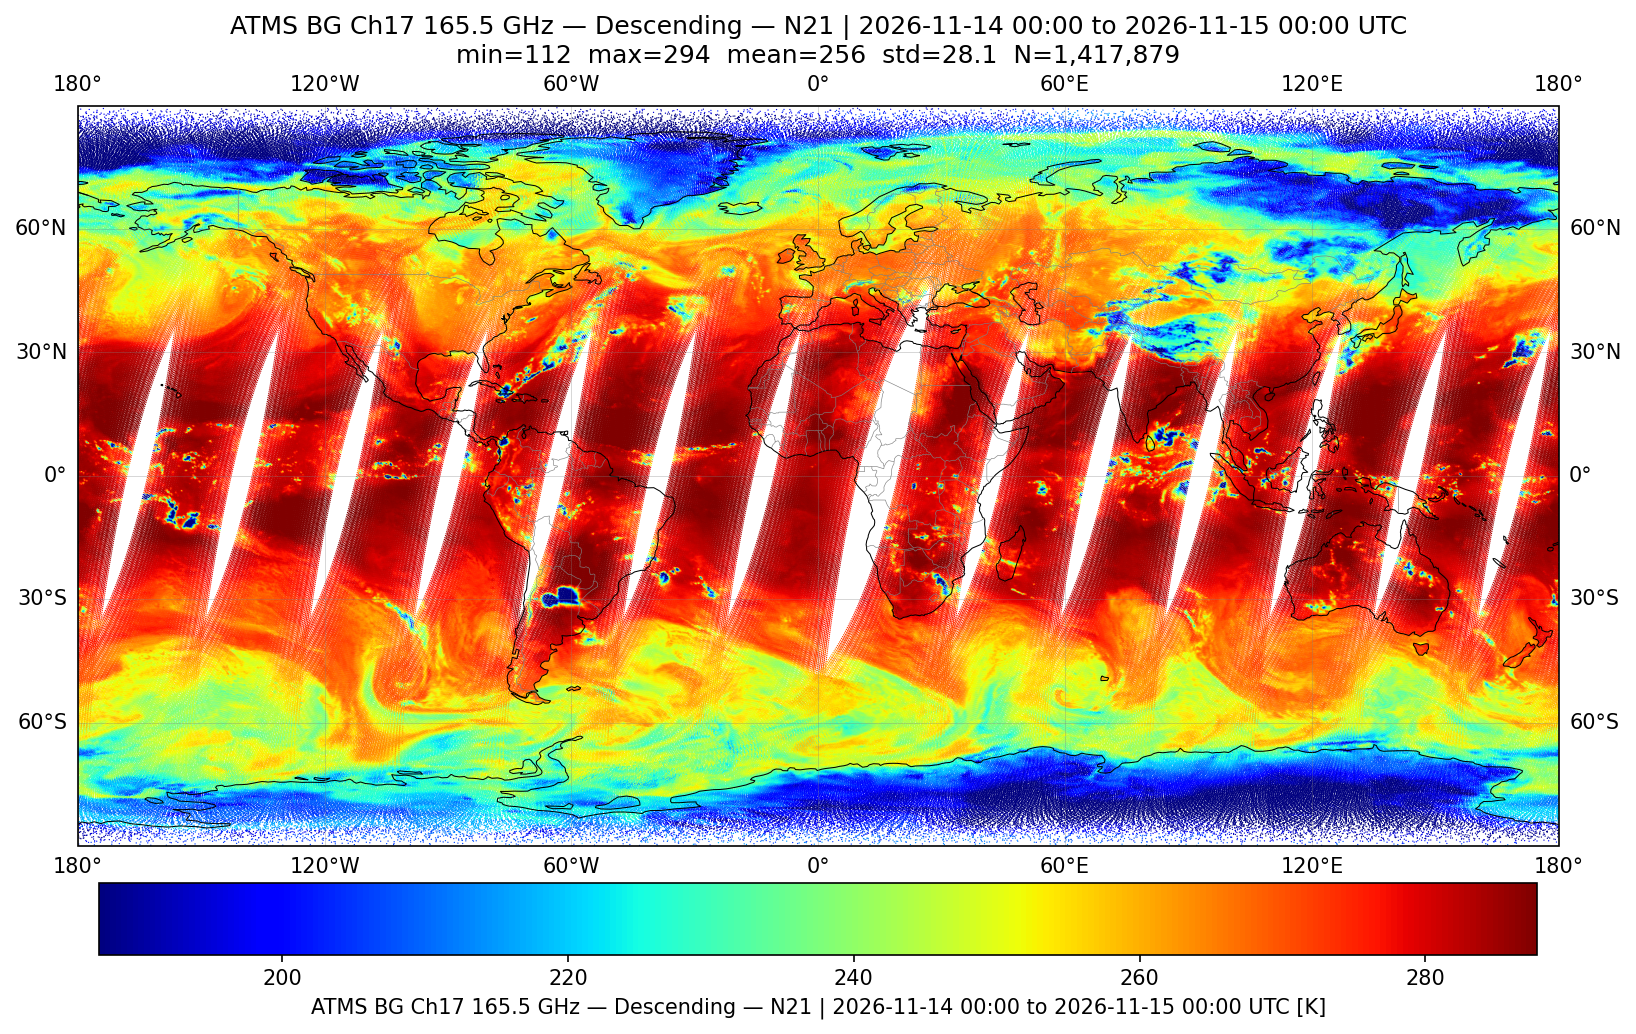 ATMS BG Ch17 165.5 GHz — Descending — N21 | 2026-11-14 00:00 to 2026-11-15 00:00 UTC
min=112  max=294  mean=256  std=28.1  N=1,417,879
180° 120°W 60°W 0° 60°E 120°E 180°
60°N 60°N
30°N 30°N
0° 0°
30°S 30°S
60°S 60°S
180° 120°W 60°W 0° 60°E 120°E 180°
200 220 240 260 280
ATMS BG Ch17 165.5 GHz — Descending — N21 | 2026-11-14 00:00 to 2026-11-15 00:00 UTC [K]